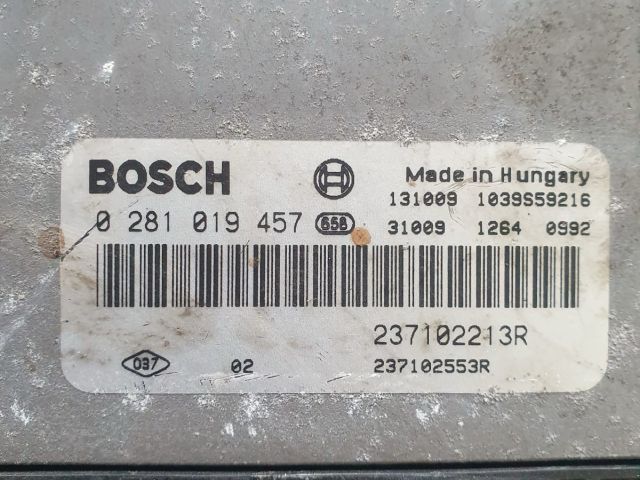 BOSCH
Made in Hungary
131009 1039S59216
0 281 019 457 658
31009 1264 0992
237102213R
037 02 237102553R